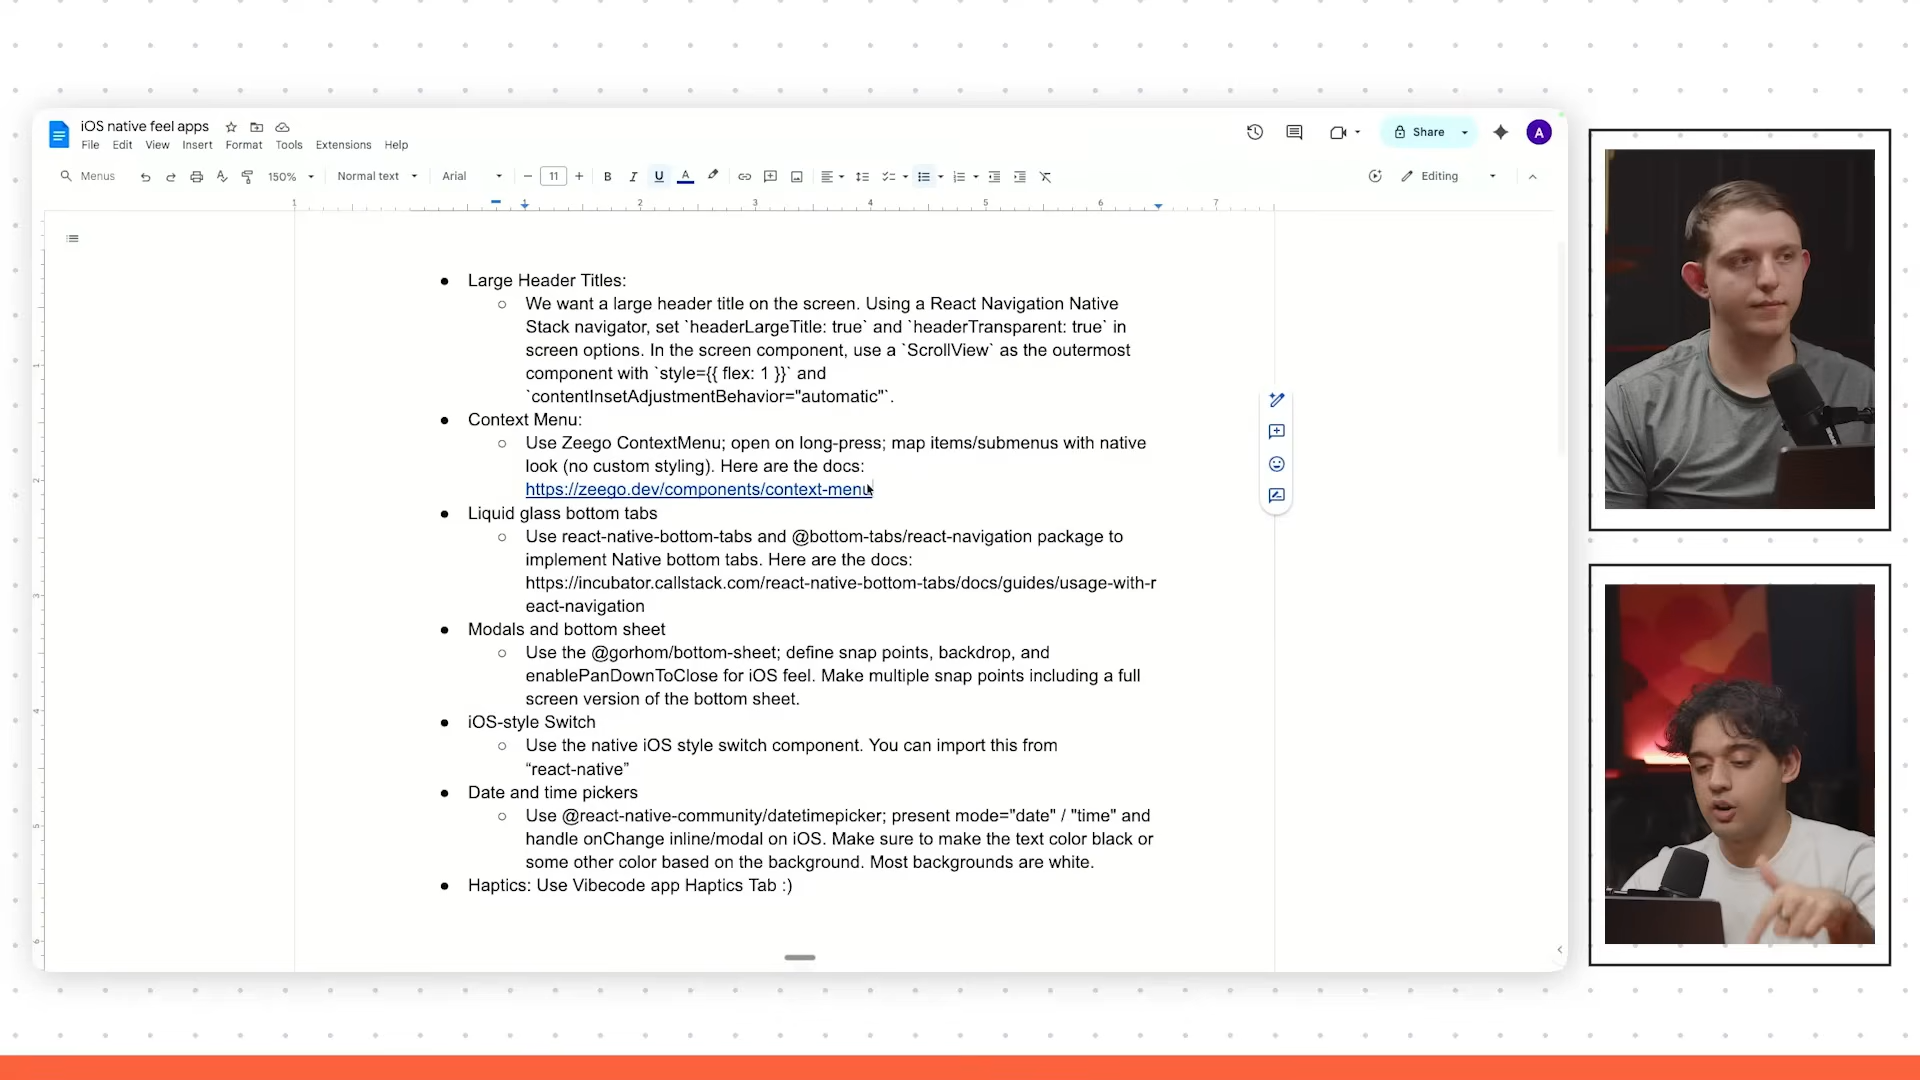 iOS native feel apps
File Edit View Insert Format Tools Extensions Help
Share
A
Menus 150% Normal text Arial 11 Editing
1 1 2 3 4 5 6 7
● Large Header Titles:
○ We want a large header title on the screen. Using a React Navigation Native
Stack navigator, set `headerLargeTitle: true` and `headerTransparent: true` in
screen options. In the screen component, use a `ScrollView` as the outermost
component with `style={{ flex: 1 }}` and
`contentInsetAdjustmentBehavior="automatic"`.
● Context Menu:
○ Use Zeego ContextMenu; open on long-press; map items/submenus with native
look (no custom styling). Here are the docs:
https://zeego.dev/components/context-menu
● Liquid glass bottom tabs
○ Use react-native-bottom-tabs and @bottom-tabs/react-navigation package to
implement Native bottom tabs. Here are the docs:
https://incubator.callstack.com/react-native-bottom-tabs/docs/guides/usage-with-r
eact-navigation
● Modals and bottom sheet
○ Use the @gorhom/bottom-sheet; define snap points, backdrop, and
enablePanDownToClose for iOS feel. Make multiple snap points including a full
screen version of the bottom sheet.
● iOS-style Switch
○ Use the native iOS style switch component. You can import this from
“react-native”
● Date and time pickers
○ Use @react-native-community/datetimepicker; present mode="date" / "time" and
handle onChange inline/modal on iOS. Make sure to make the text color black or
some other color based on the background. Most backgrounds are white.
● Haptics: Use Vibecode app Haptics Tab :)